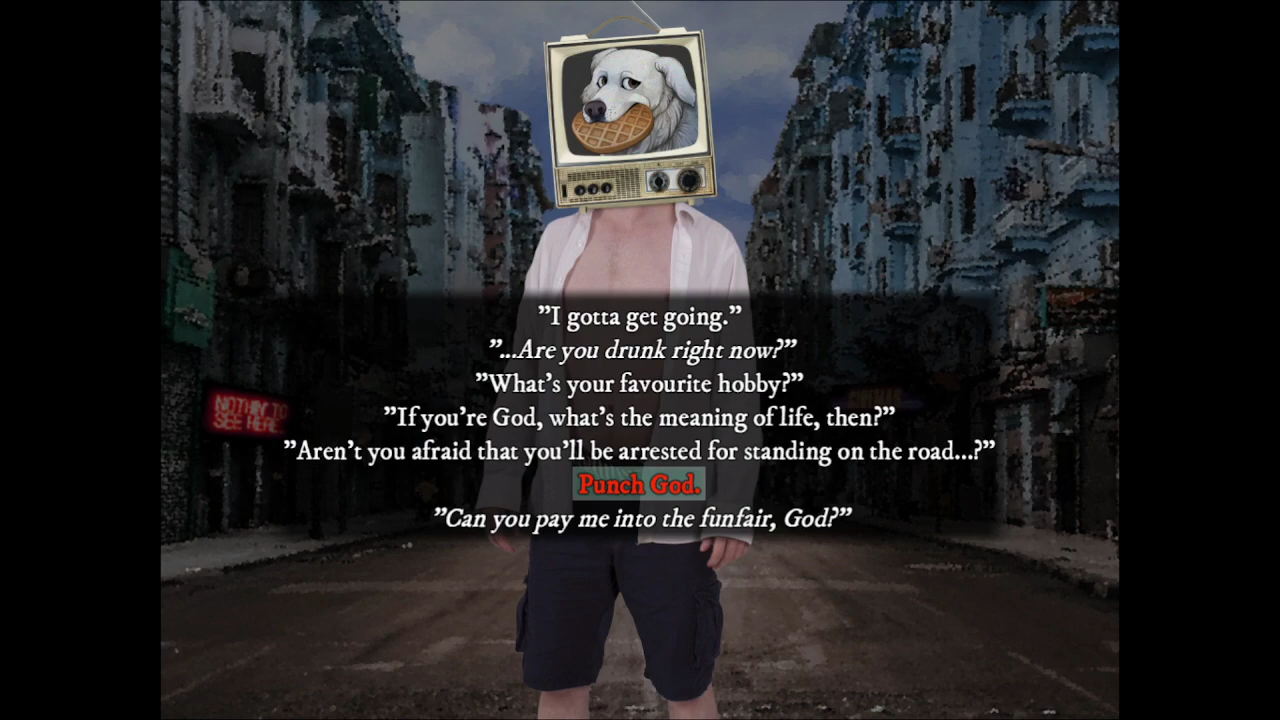 "I gotta get going."
"...Are you drunk right now?"
"What's your favourite hobby?"
"If you're God, what's the meaning of life, then?"
"Aren't you afraid that you'll be arrested for standing on the road...?"
Punch God.
"Can you pay me into the funfair, God?"
NOTHIN' TO
SEE HERE